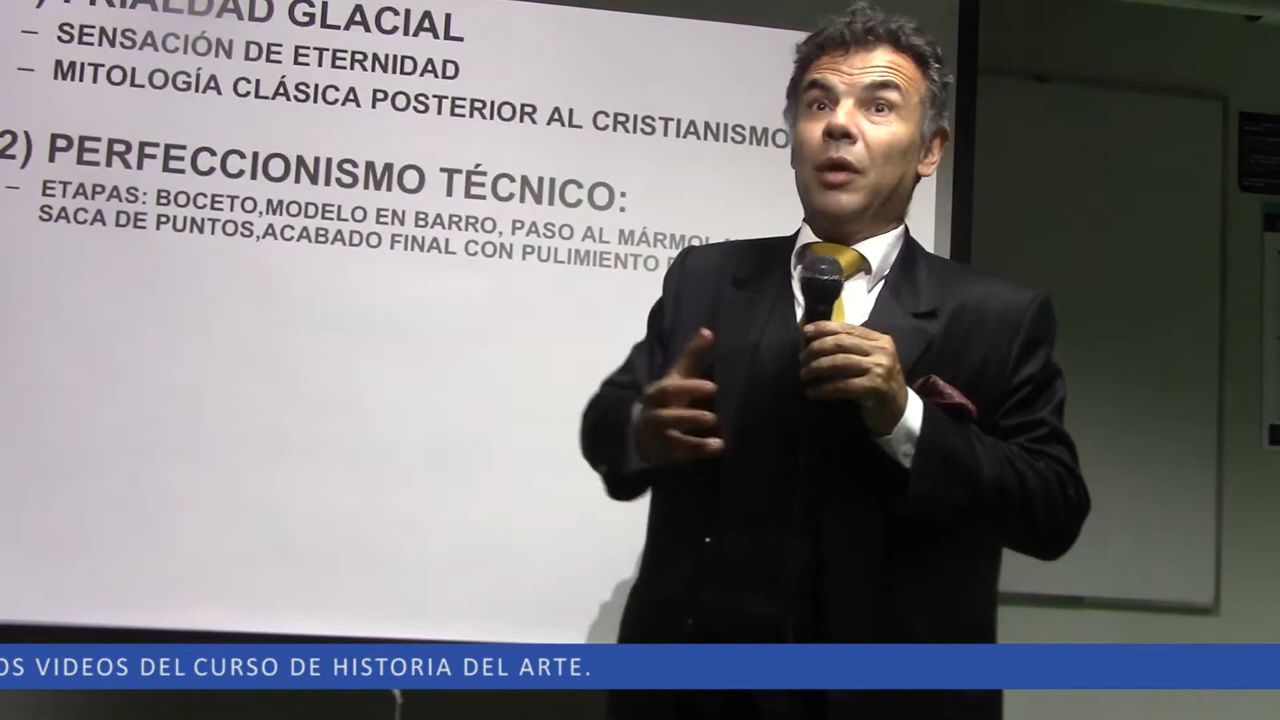 ) FRIALDAD GLACIAL
– SENSACIÓN DE ETERNIDAD
– MITOLOGÍA CLÁSICA POSTERIOR AL CRISTIANISMO
2) PERFECCIONISMO TÉCNICO:
– ETAPAS: BOCETO,MODELO EN BARRO, PASO AL MÁRMOL
SACA DE PUNTOS,ACABADO FINAL CON PULIMIENTO
OS VIDEOS DEL CURSO DE HISTORIA DEL ARTE.